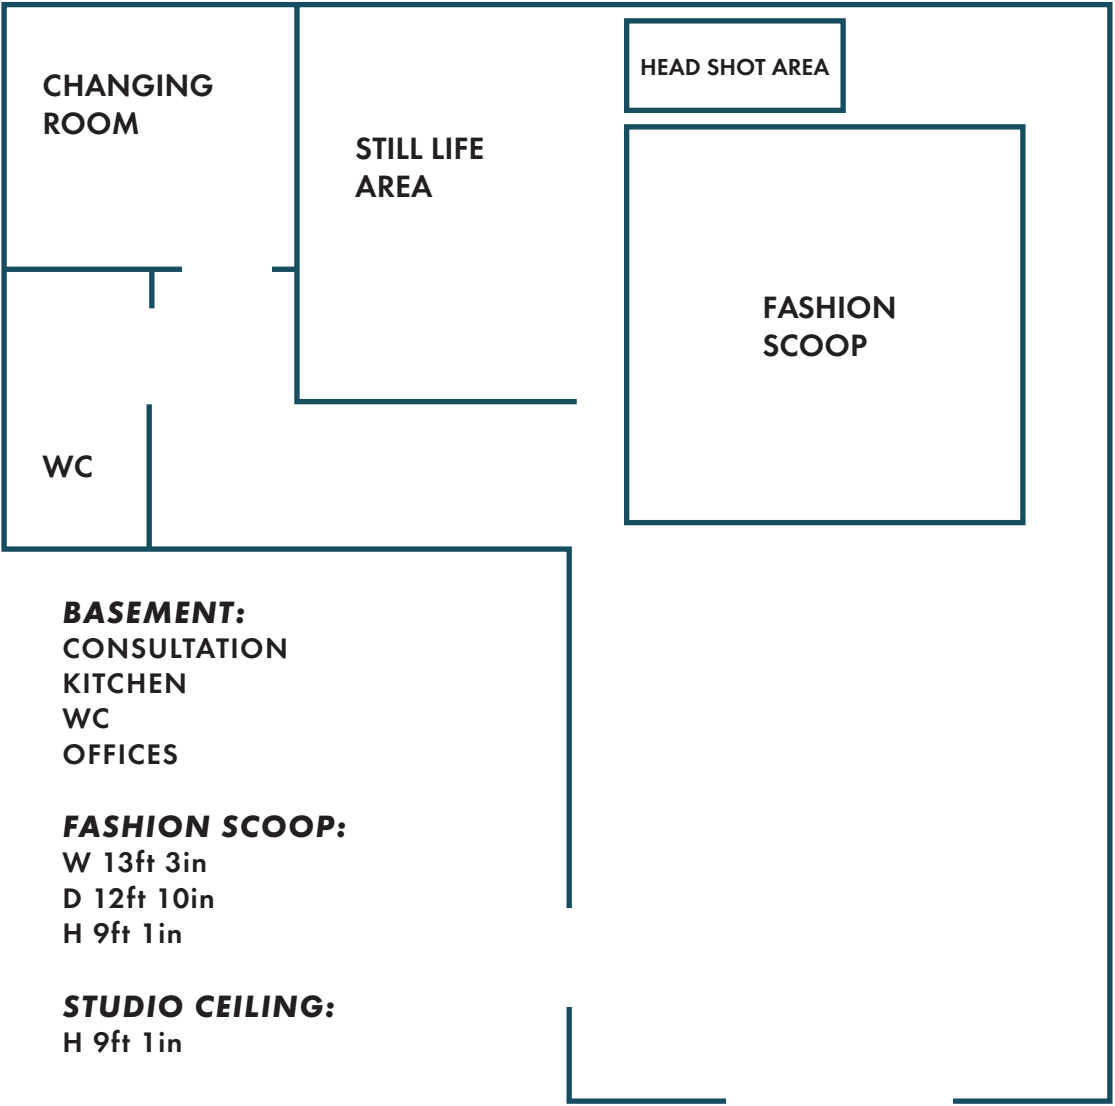 CHANGING
ROOM
STILL LIFE
AREA
HEAD SHOT AREA
FASHION
SCOOP
WC
BASEMENT:
CONSULTATION
KITCHEN
WC
OFFICES
FASHION SCOOP:
W 13ft 3in
D 12ft 10in
H 9ft 1in
STUDIO CEILING:
H 9ft 1in